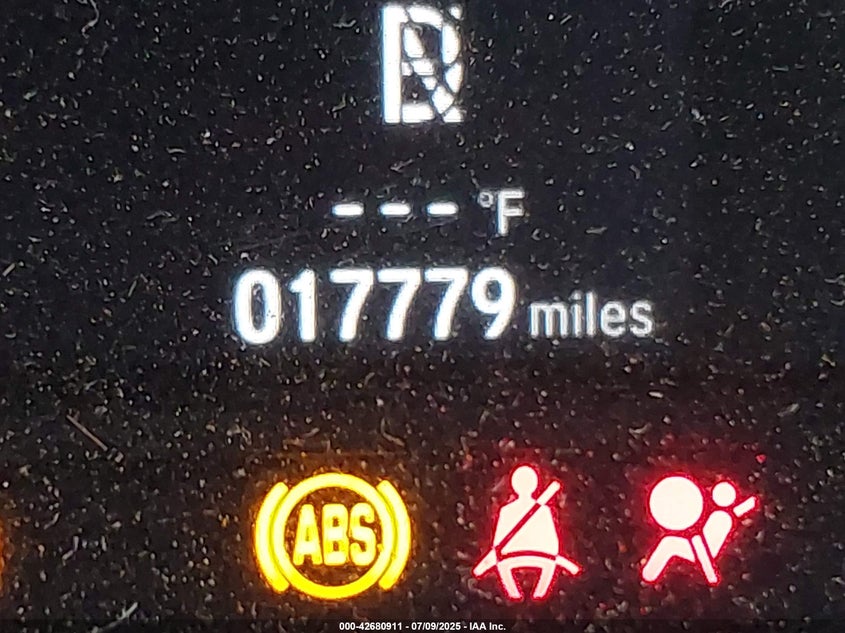 --- °F
017779 miles
ABS
000-42680911 - 07/09/2025 - IAA Inc.